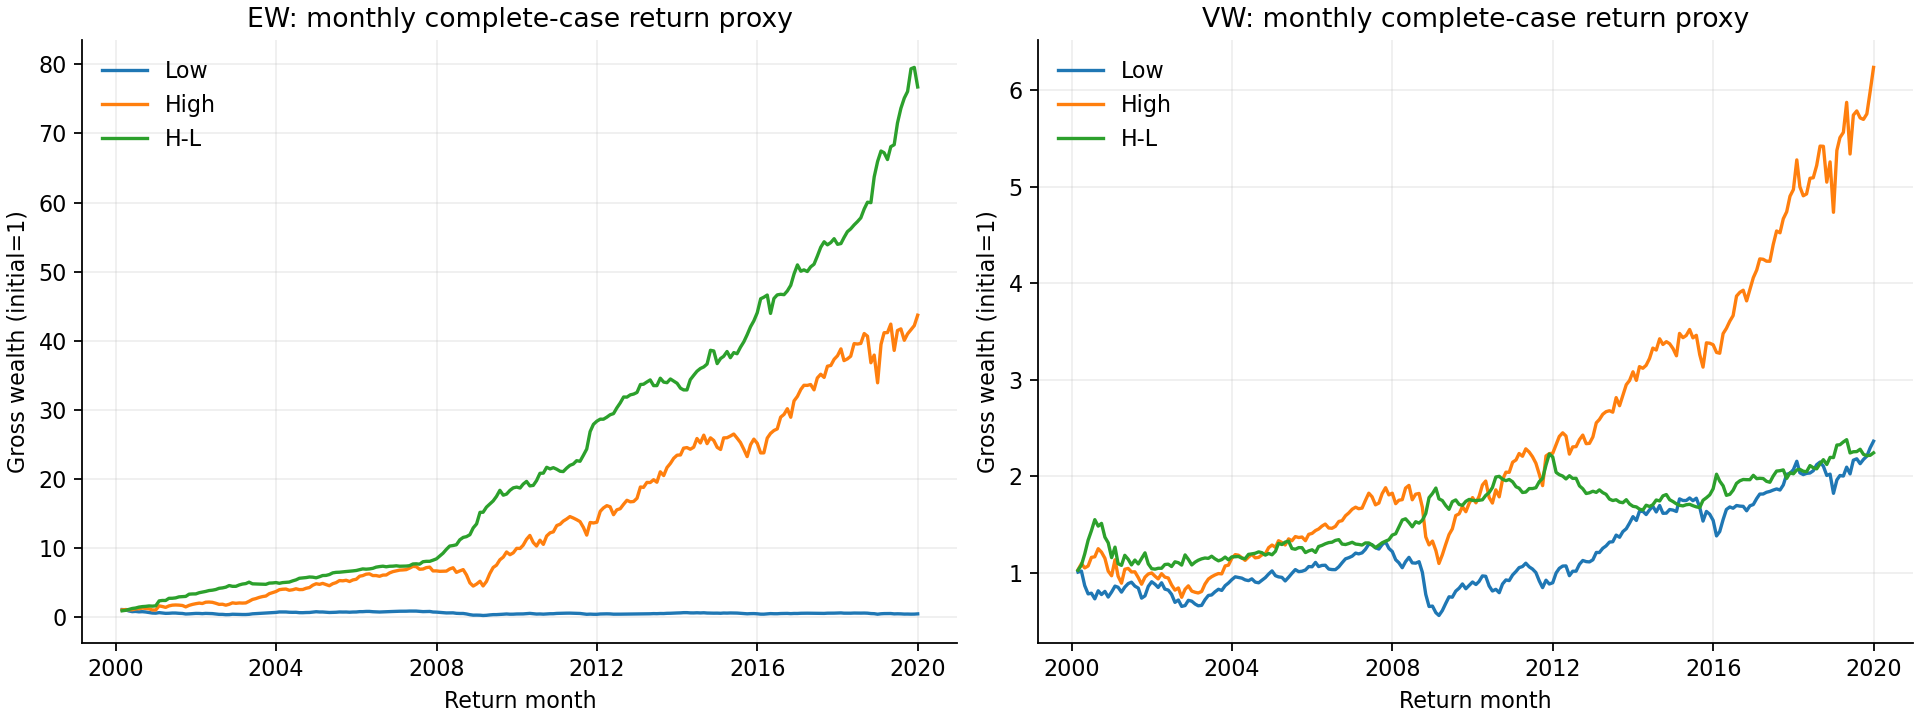 EW: monthly complete-case return proxy
Gross wealth (initial=1)
80
70
60
50
40
30
20
10
0
Low
High
H-L
2000 2004 2008 2012 2016 2020
Return month
VW: monthly complete-case return proxy
Gross wealth (initial=1)
6
5
4
3
2
1
Low
High
H-L
2000 2004 2008 2012 2016 2020
Return month